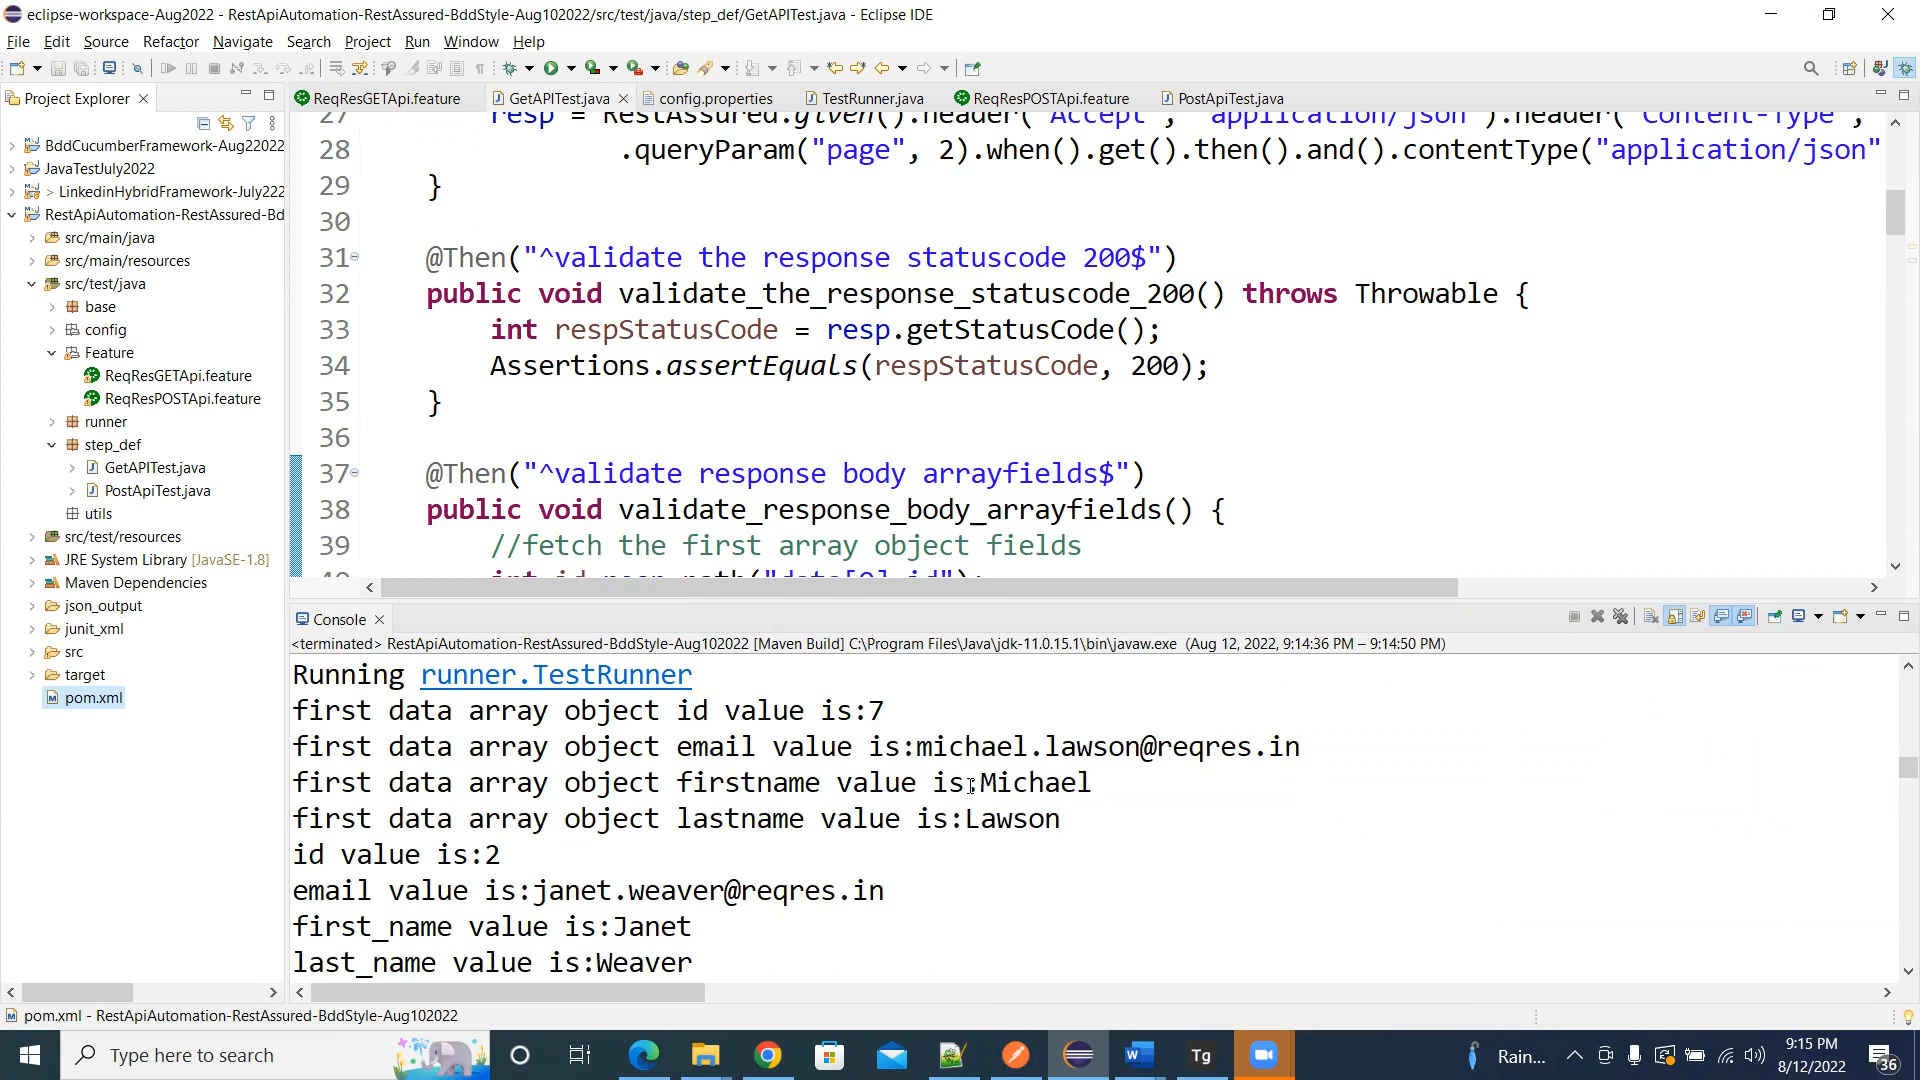 eclipse-workspace-Aug2022 - RestApiAutomation-RestAssured-BddStyle-Aug102022/src/test/java/step_def/GetAPITest.java - Eclipse IDE
File Edit Source Refactor Navigate Search Project Run Window Help
Project Explorer
BddCucumberFramework-Aug22022
JavaTestJuly2022
> LinkedinHybridFramework-July222
RestApiAutomation-RestAssured-Bd
src/main/java
src/main/resources
src/test/java
base
config
Feature
ReqResGETApi.feature
ReqResPOSTApi.feature
runner
step_def
GetAPITest.java
PostApiTest.java
utils
src/test/resources
JRE System Library [JavaSE-1.8]
Maven Dependencies
json_output
junit_xml
src
target
pom.xml
ReqResGETApi.feature GetAPITest.java config.properties TestRunner.java ReqResPOSTApi.feature PostApiTest.java
27 resp = RestAssured.given().header("Accept", "application/json").header("Content-Type",
28 .queryParam("page", 2).when().get().then().and().contentType("application/json"
29 }
30
31 @Then("^validate the response statuscode 200$")
32 public void validate_the_response_statuscode_200() throws Throwable {
33 int respStatusCode = resp.getStatusCode();
34 Assertions.assertEquals(respStatusCode, 200);
35 }
36
37 @Then("^validate response body arrayfields$")
38 public void validate_response_body_arrayfields() {
39 //fetch the first array object fields
40 int id=resp.path("data[0].id");
Console
<terminated> RestApiAutomation-RestAssured-BddStyle-Aug102022 [Maven Build] C:\Program Files\Java\jdk-11.0.15.1\bin\javaw.exe (Aug 12, 2022, 9:14:36 PM – 9:14:50 PM)
Running runner.TestRunner
first data array object id value is:7
first data array object email value is:michael.lawson@reqres.in
first data array object firstname value is:Michael
first data array object lastname value is:Lawson
id value is:2
email value is:janet.weaver@reqres.in
first_name value is:Janet
last_name value is:Weaver
pom.xml - RestApiAutomation-RestAssured-BddStyle-Aug102022
Type here to search
Tg
Rain...
9:15 PM
8/12/2022
36